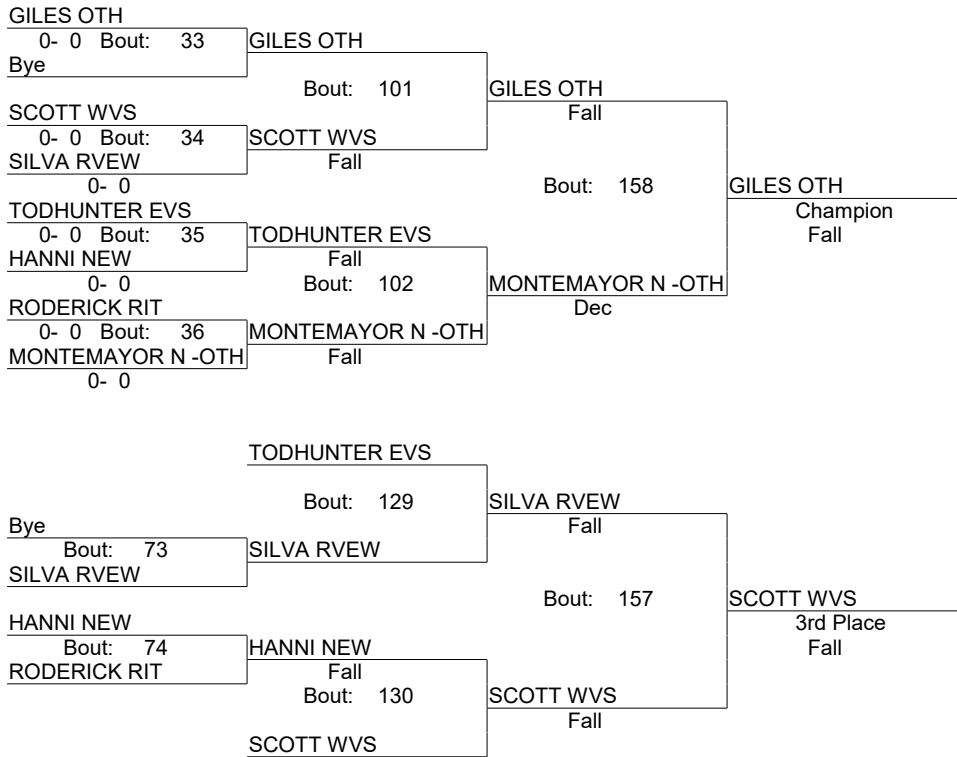 GILES OTH
0- 0 Bout: 33 GILES OTH
Bye
Bout: 101 GILES OTH
SCOTT WVS Fall
0- 0 Bout: 34 SCOTT WVS
SILVA RVEW Fall
0- 0 Bout: 158 GILES OTH
TODHUNTER EVS Champion
0- 0 Bout: 35 TODHUNTER EVS Fall
HANNI NEW Fall
0- 0 Bout: 102 MONTEMAYOR N -OTH
RODERICK RIT Dec
0- 0 Bout: 36 MONTEMAYOR N -OTH
MONTEMAYOR N -OTH Fall
0- 0
TODHUNTER EVS
Bout: 129 SILVA RVEW
Bye Fall
Bout: 73 SILVA RVEW
SILVA RVEW
Bout: 157 SCOTT WVS
HANNI NEW 3rd Place
Bout: 74 HANNI NEW Fall
RODERICK RIT Fall
Bout: 130 SCOTT WVS
Fall
SCOTT WVS